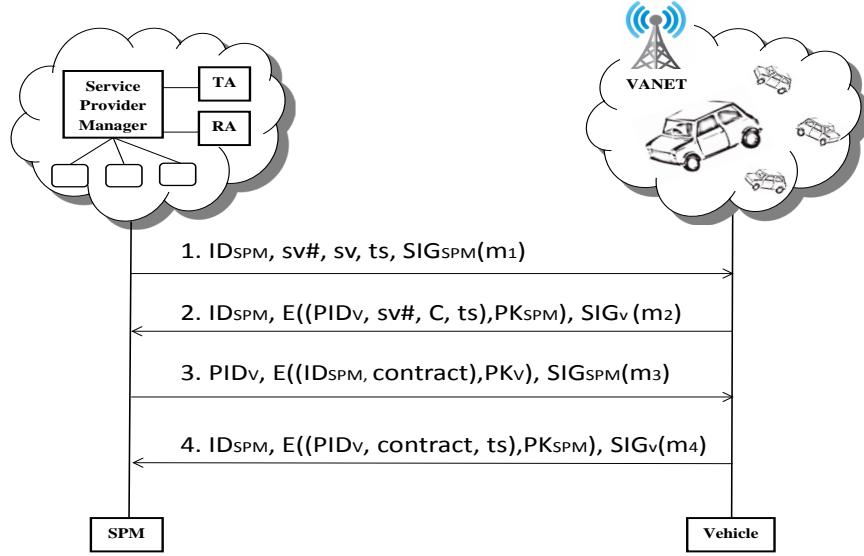 Service
Provider
Manager
TA
RA
VANET
1. IDSPM, sv#, sv, ts, SIGSPM(m1)
2. IDSPM, E((PIDV, sv#, C, ts),PKSPM), SIGv (m2)
3. PIDV, E((IDSPM, contract),PKV), SIGSPM(m3)
4. IDSPM, E((PIDV, contract, ts),PKSPM), SIGv(m4)
SPM
Vehicle